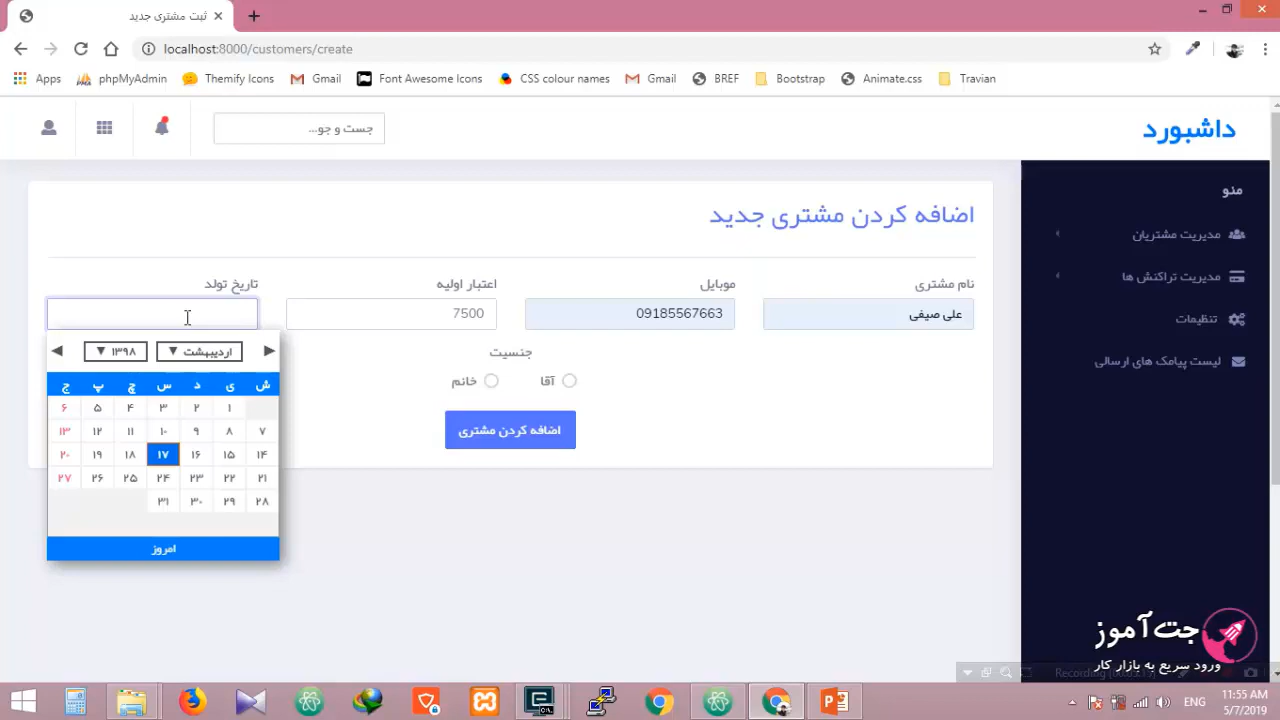 ثبت مشتری جدید
localhost:8000/customers/create
Apps phpMyAdmin Themify Icons Gmail Font Awesome Icons CSS colour names Gmail BREF Bootstrap Animate.css Travian
داشبورد
جست و جو...
منو
مدیریت مشتریان
مدیریت تراکنش ها
تنظیمات
لیست پیامک های ارسالی
اضافه کردن مشتری جدید
نام مشتری موبایل اعتبار اولیه تاریخ تولد
علی صیفی 09185567663 7500
جنسیت
آقا خانم
اضافه کردن مشتری
اردیبهشت ▼ ۱۳۹۸ ▼
ش ی د س چ پ ج
۱ ۲ ۳ ۴ ۵ ۶
۷ ۸ ۹ ۱۰ ۱۱ ۱۲ ۱۳
۱۴ ۱۵ ۱۶ ۱۷ ۱۸ ۱۹ ۲۰
۲۱ ۲۲ ۲۳ ۲۴ ۲۵ ۲۶ ۲۷
۲۸ ۲۹ ۳۰ ۳۱
امروز
جت‌آموز
ورود سریع به بازار کار
ENG
11:55 AM
5/7/2019